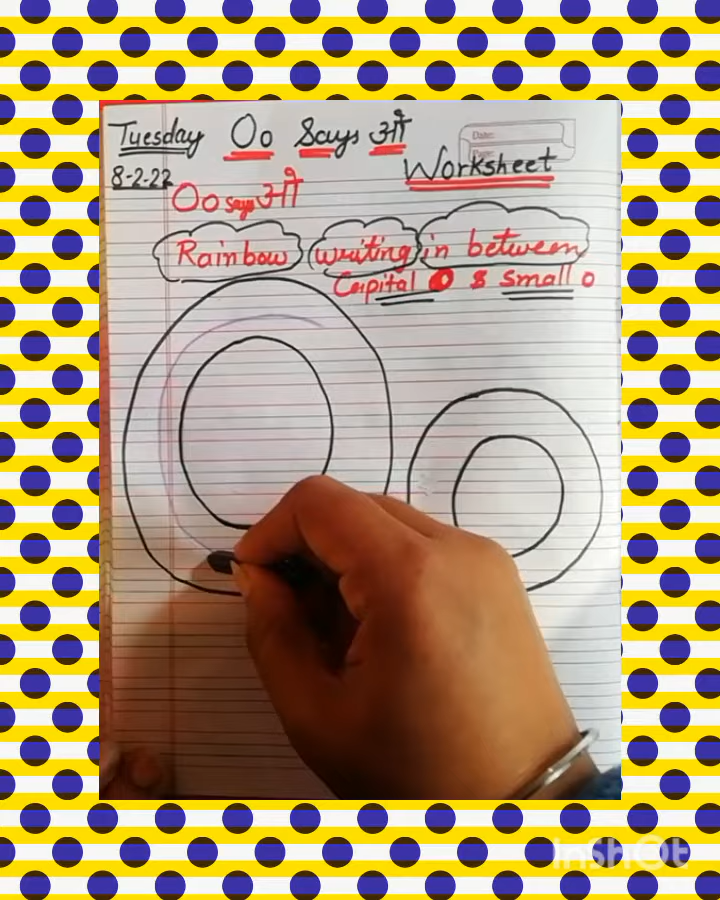 Tuesday Oo Says ओ
Date:
Page:
8-2-22 Worksheet
Oo says ओ
Rainbow writing in between
Capital O & Small o
InShOt